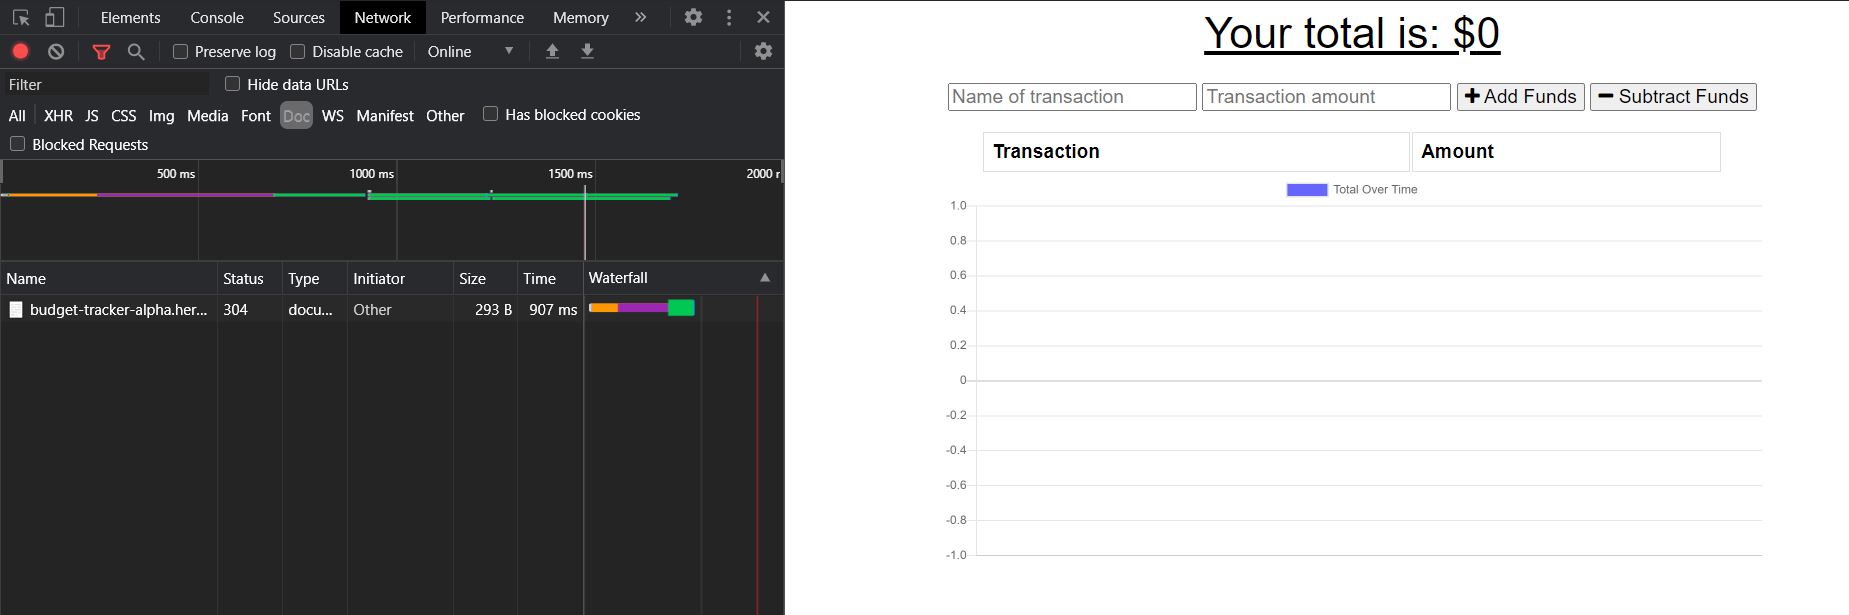 Elements Console Sources Network Performance Memory »
Preserve log Disable cache Online
Filter Hide data URLs
All XHR JS CSS Img Media Font Doc WS Manifest Other Has blocked cookies
Blocked Requests
500 ms 1000 ms 1500 ms 2000 r
Name Status Type Initiator Size Time Waterfall
budget-tracker-alpha.her... 304 docu... Other 293 B 907 ms
Your total is: $0
Name of transaction Transaction amount Add Funds Subtract Funds
Transaction Amount
Total Over Time
1.0
0.8
0.6
0.4
0.2
0
-0.2
-0.4
-0.6
-0.8
-1.0